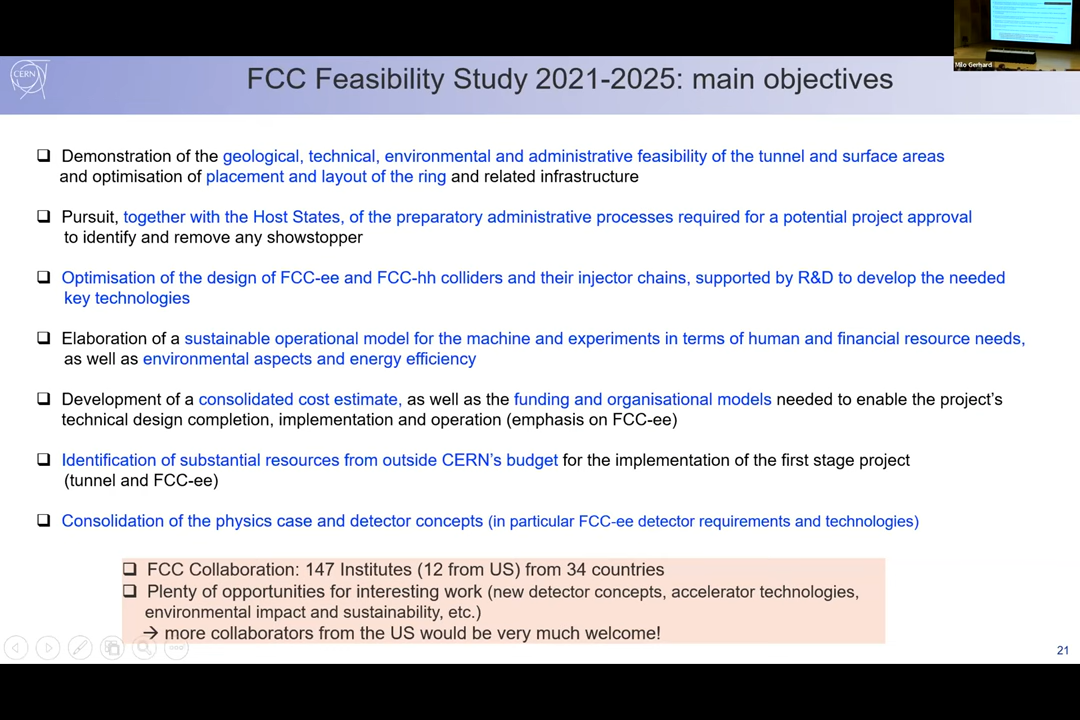 Milo Gerhard
CERN
FCC Feasibility Study 2021-2025: main objectives
❑ Demonstration of the geological, technical, environmental and administrative feasibility of the tunnel and surface areas
and optimisation of placement and layout of the ring and related infrastructure
❑ Pursuit, together with the Host States, of the preparatory administrative processes required for a potential project approval
to identify and remove any showstopper
❑ Optimisation of the design of FCC-ee and FCC-hh colliders and their injector chains, supported by R&D to develop the needed
key technologies
❑ Elaboration of a sustainable operational model for the machine and experiments in terms of human and financial resource needs,
as well as environmental aspects and energy efficiency
❑ Development of a consolidated cost estimate, as well as the funding and organisational models needed to enable the project's
technical design completion, implementation and operation (emphasis on FCC-ee)
❑ Identification of substantial resources from outside CERN's budget for the implementation of the first stage project
(tunnel and FCC-ee)
❑ Consolidation of the physics case and detector concepts (in particular FCC-ee detector requirements and technologies)
❑ FCC Collaboration: 147 Institutes (12 from US) from 34 countries
❑ Plenty of opportunities for interesting work (new detector concepts, accelerator technologies,
environmental impact and sustainability, etc.)
→ more collaborators from the US would be very much welcome!
21